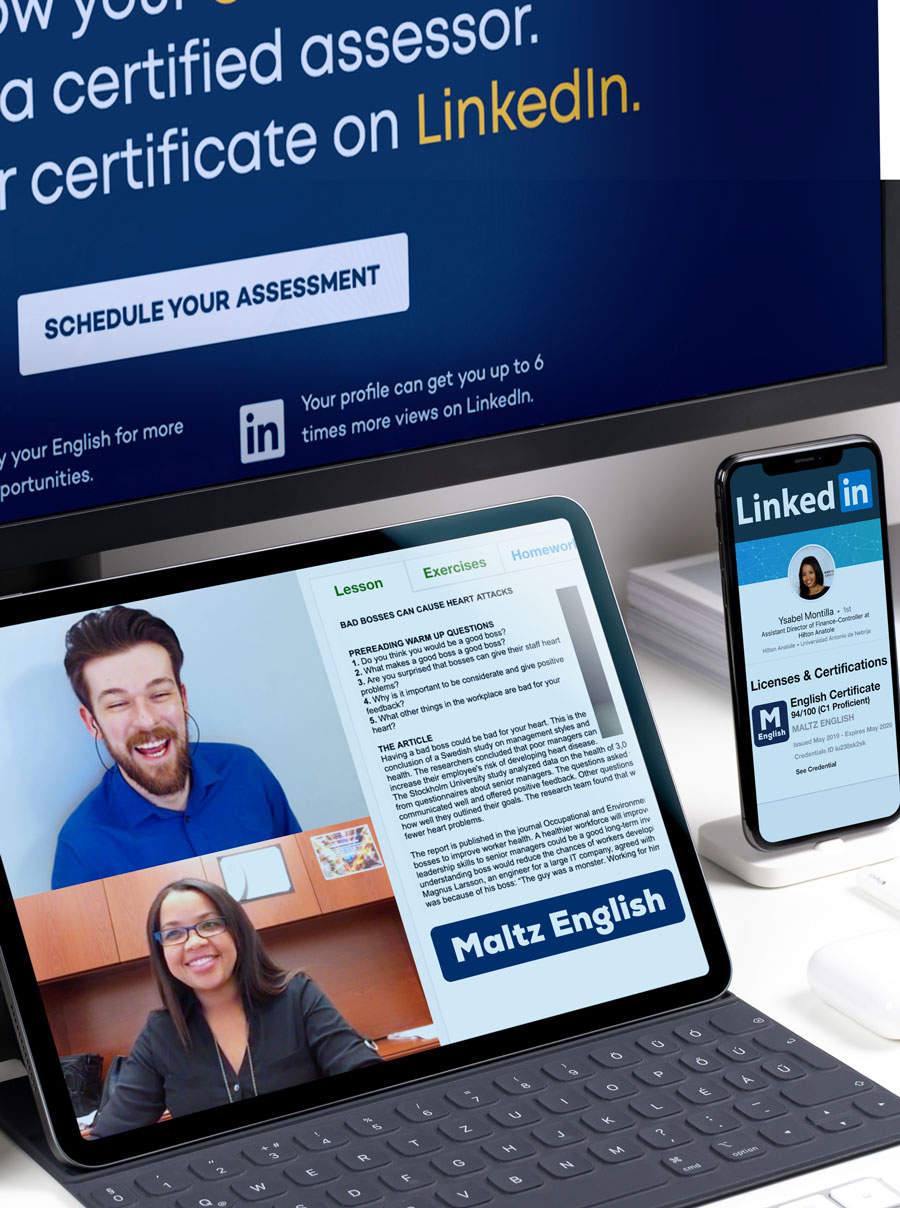 ow your
a certified assessor.
r certificate on LinkedIn.
SCHEDULE YOUR ASSESSMENT
y your English for more
portunities.
in
Your profile can get you up to 6
times more views on LinkedIn.
Lesson
Exercises
Homewor
BAD BOSSES CAN CAUSE HEART ATTACKS
PREREADING WARM UP QUESTIONS
1. Do you think you would be a good boss?
2. What makes a good boss a good boss?
3. Are you surprised that bosses can give their staff heart
problems?
4. Why is it important to be considerate and give positive
feedback?
5. What other things in the workplace are bad for your
heart?
THE ARTICLE
Having a bad boss could be bad for your heart. This is the
conclusion of a Swedish study on management styles and
health. The researchers concluded that poor managers can
increase their employee's risk of developing heart disease.
The Stockholm University study analyzed data on the health of 3,0
from questionnaires about senior managers. The questions asked
communicated well and offered positive feedback. Other questions
how well they outlined their goals. The research team found that w
fewer heart problems.
The report is published in the journal Occupational and Environme
bosses to improve worker health. A healthier workforce will improv
leadership skills to senior managers could be a good long-term inv
understanding boss would reduce the chances of workers developi
Magnus Larsson, an engineer for a large IT company, agreed with
was because of his boss: "The guy was a monster. Working for him
Maltz English
Linked in
Ysabel Montilla • 1st
Assistant Director of Finance-Controller at
Hilton Anatole
Hilton Anatole • Universidad Antonio de Nebrija
Licenses & Certifications
M
English
English Certificate
94/100 (C1 Proficient)
MALTZ ENGLISH
Issued May 2019 - Expires May 2029
Credentials ID lu236sk2sk
See Credential
Q W E R T Z U I O P Ő Ú
S D F G H J K L É Á Ű
C V B N M
cmd option